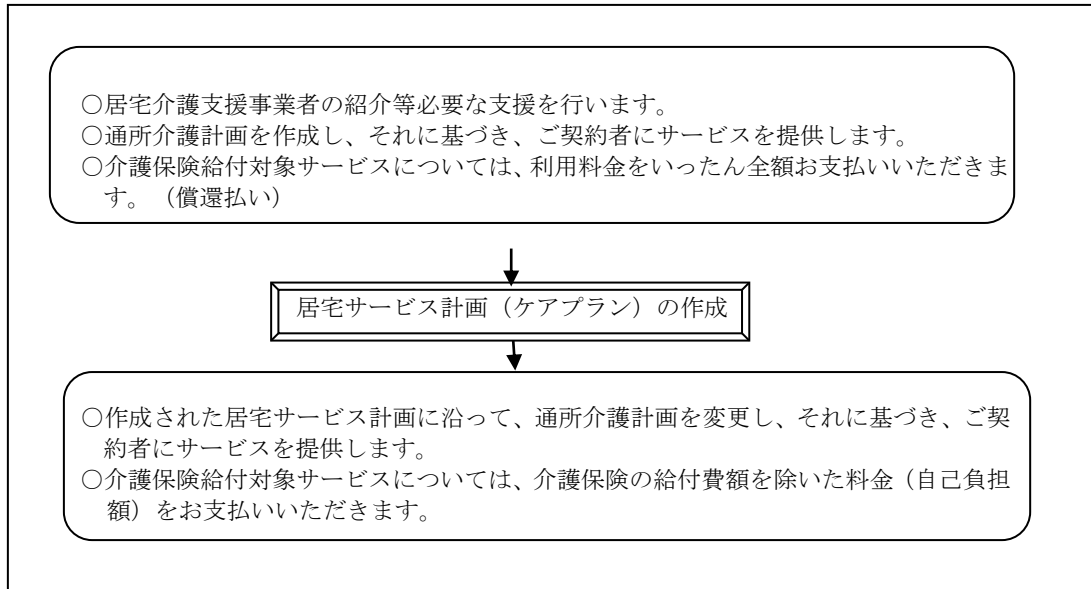 ○居宅介護支援事業者の紹介等必要な支援を行います。
○通所介護計画を作成し、それに基づき、ご契約者にサービスを提供します。
○介護保険給付対象サービスについては、利用料金をいったん全額お支払いいただきま
す。（償還払い）
居宅サービス計画（ケアプラン）の作成
○作成された居宅サービス計画に沿って、通所介護計画を変更し、それに基づき、ご契
約者にサービスを提供します。
○介護保険給付対象サービスについては、介護保険の給付費額を除いた料金（自己負担
額）をお支払いいただきます。